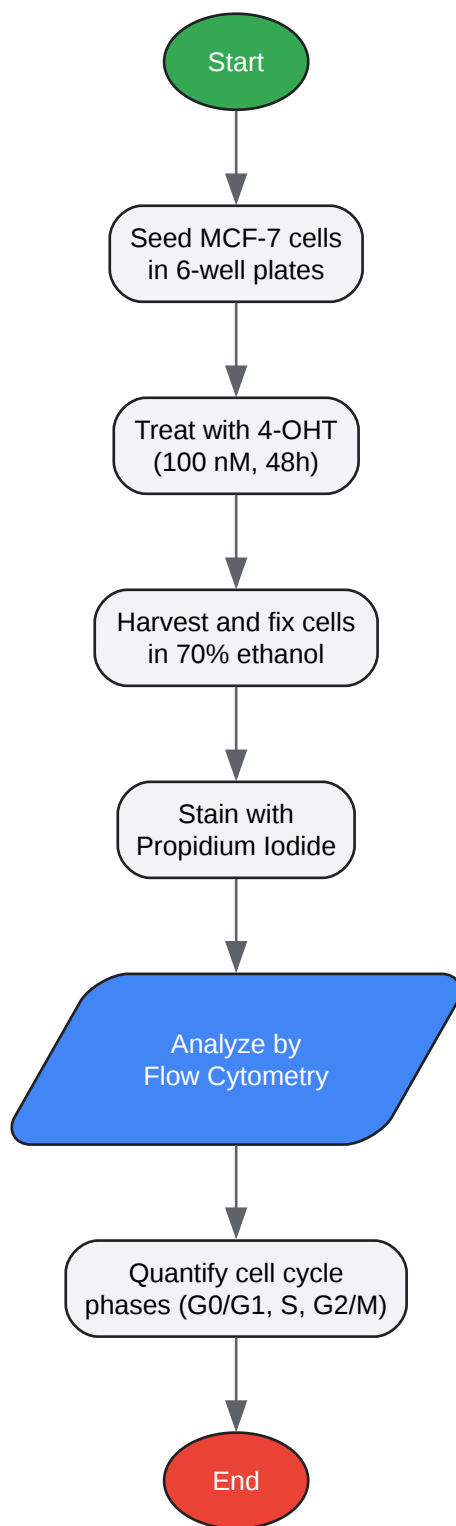 Start
Seed MCF-7 cells
in 6-well plates
Treat with 4-OHT
(100 nM, 48h)
Harvest and fix cells
in 70% ethanol
Stain with
Propidium Iodide
Analyze by
Flow Cytometry
Quantify cell cycle
phases (G0/G1, S, G2/M)
End